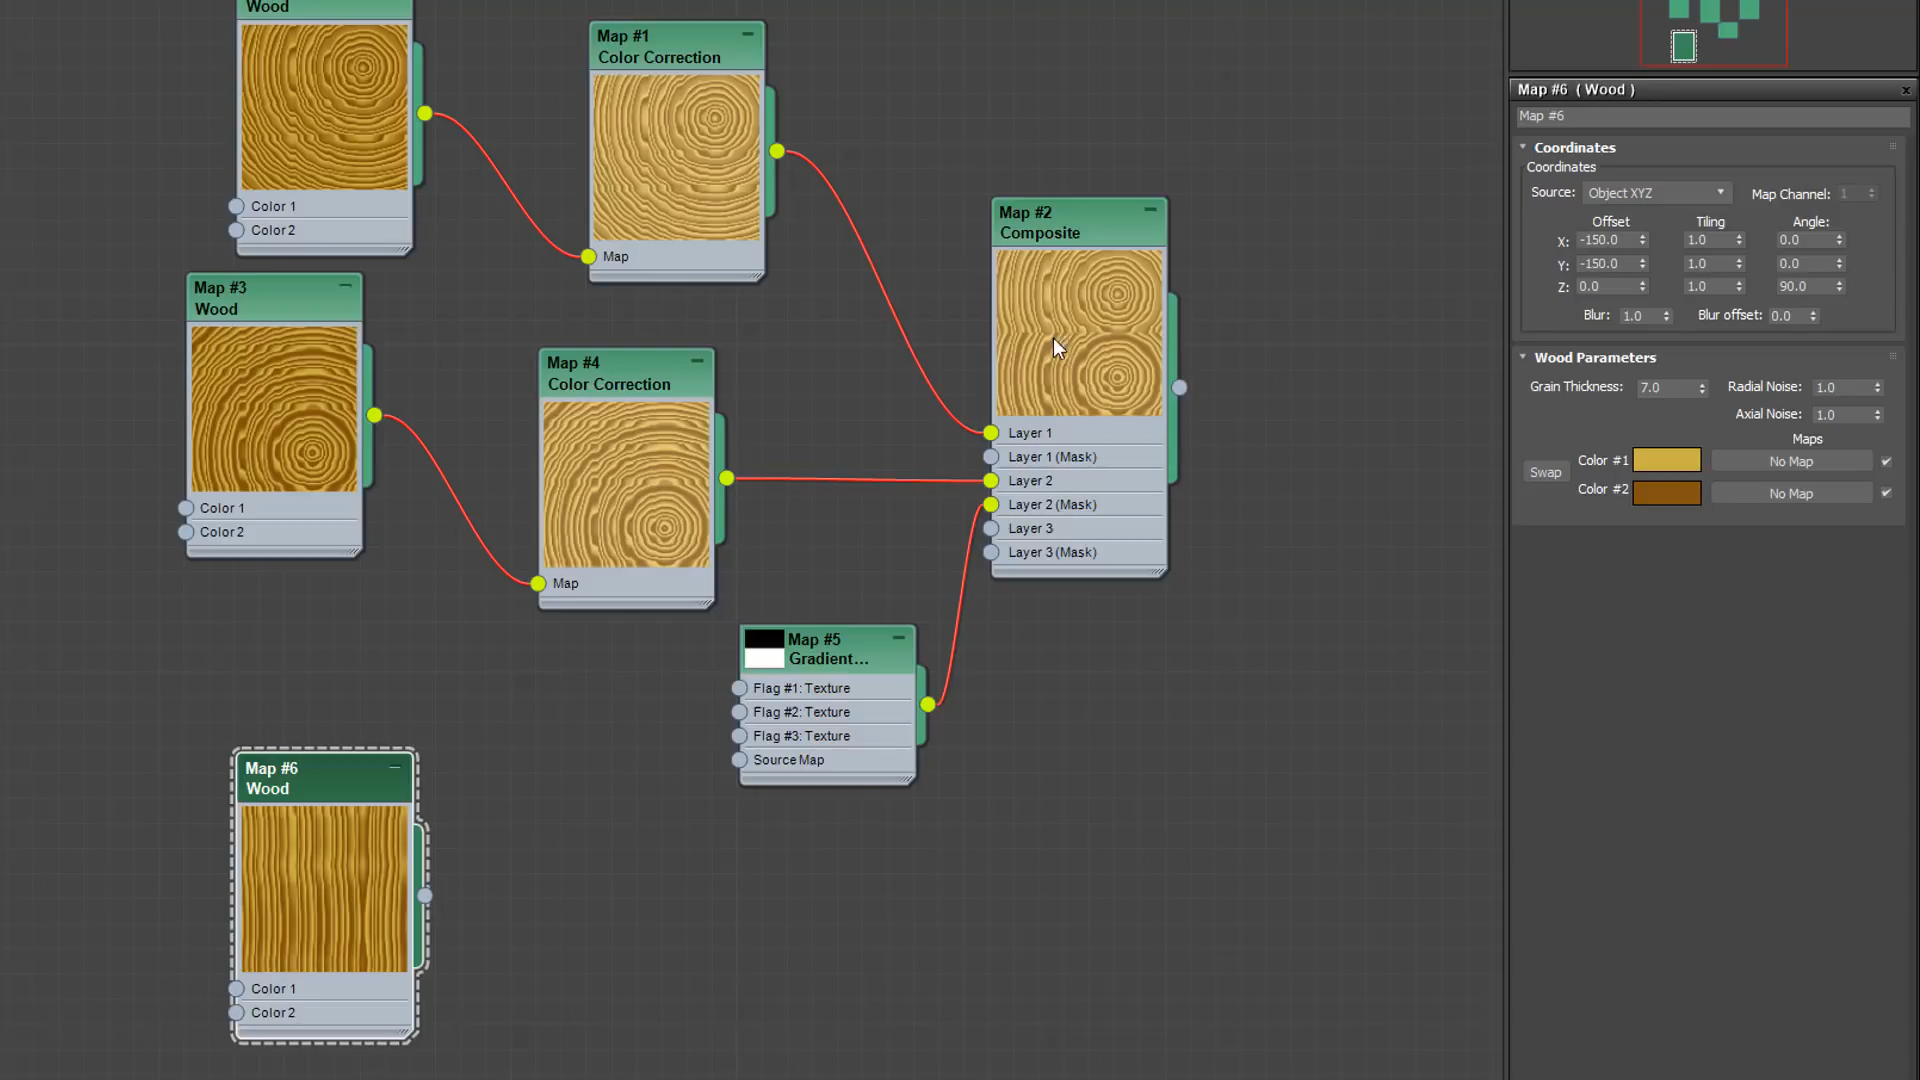 Wood
Color 1
Color 2
Map #1
Color Correction
Map
Map #3
Wood
Color 1
Color 2
Map #4
Color Correction
Map
Map #2
Composite
Layer 1
Layer 1 (Mask)
Layer 2
Layer 2 (Mask)
Layer 3
Layer 3 (Mask)
Map #5
Gradient...
Flag #1: Texture
Flag #2: Texture
Flag #3: Texture
Source Map
Map #6
Wood
Color 1
Color 2
Map #6 ( Wood )
Map #6
Coordinates
Coordinates
Source: Object XYZ Map Channel: 1
Offset Tiling Angle:
X: -150.0 1.0 0.0
Y: -150.0 1.0 0.0
Z: 0.0 1.0 90.0
Blur: 1.0 Blur offset: 0.0
Wood Parameters
Grain Thickness: 7.0 Radial Noise: 1.0
Axial Noise: 1.0
Maps
Swap Color #1 No Map
Color #2 No Map